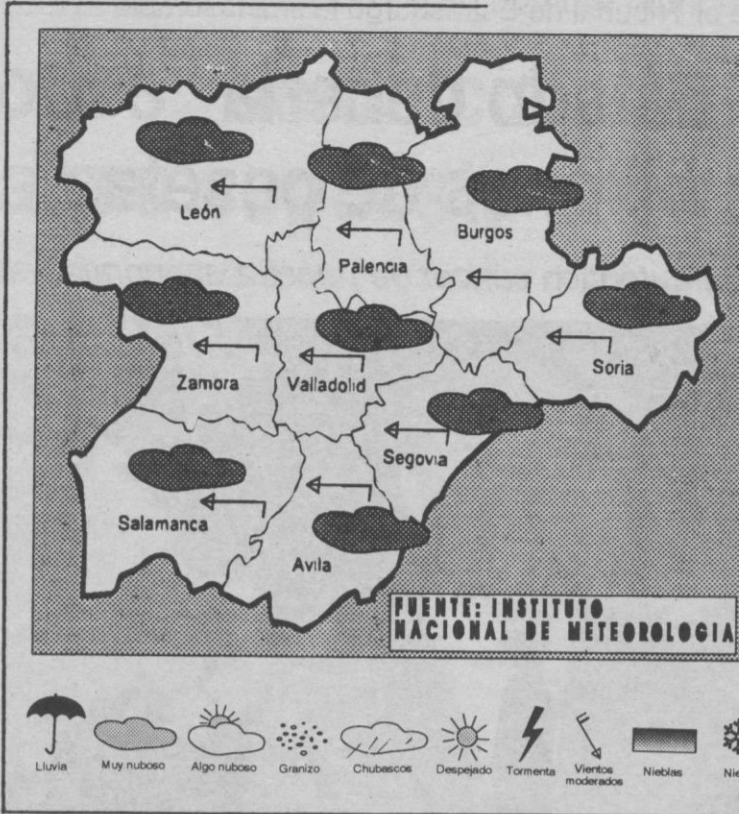 León
Burgos
Palencia
Zamora
Valladolid
Soria
Segovia
Salamanca
Avila
FUENTE: INSTITUTO
NACIONAL DE METEOROLOGIA
Lluvia
Muy nuboso
Algo nuboso
Granizo
Chubascos
Despejado
Tormenta
Vientos
moderados
Nieblas